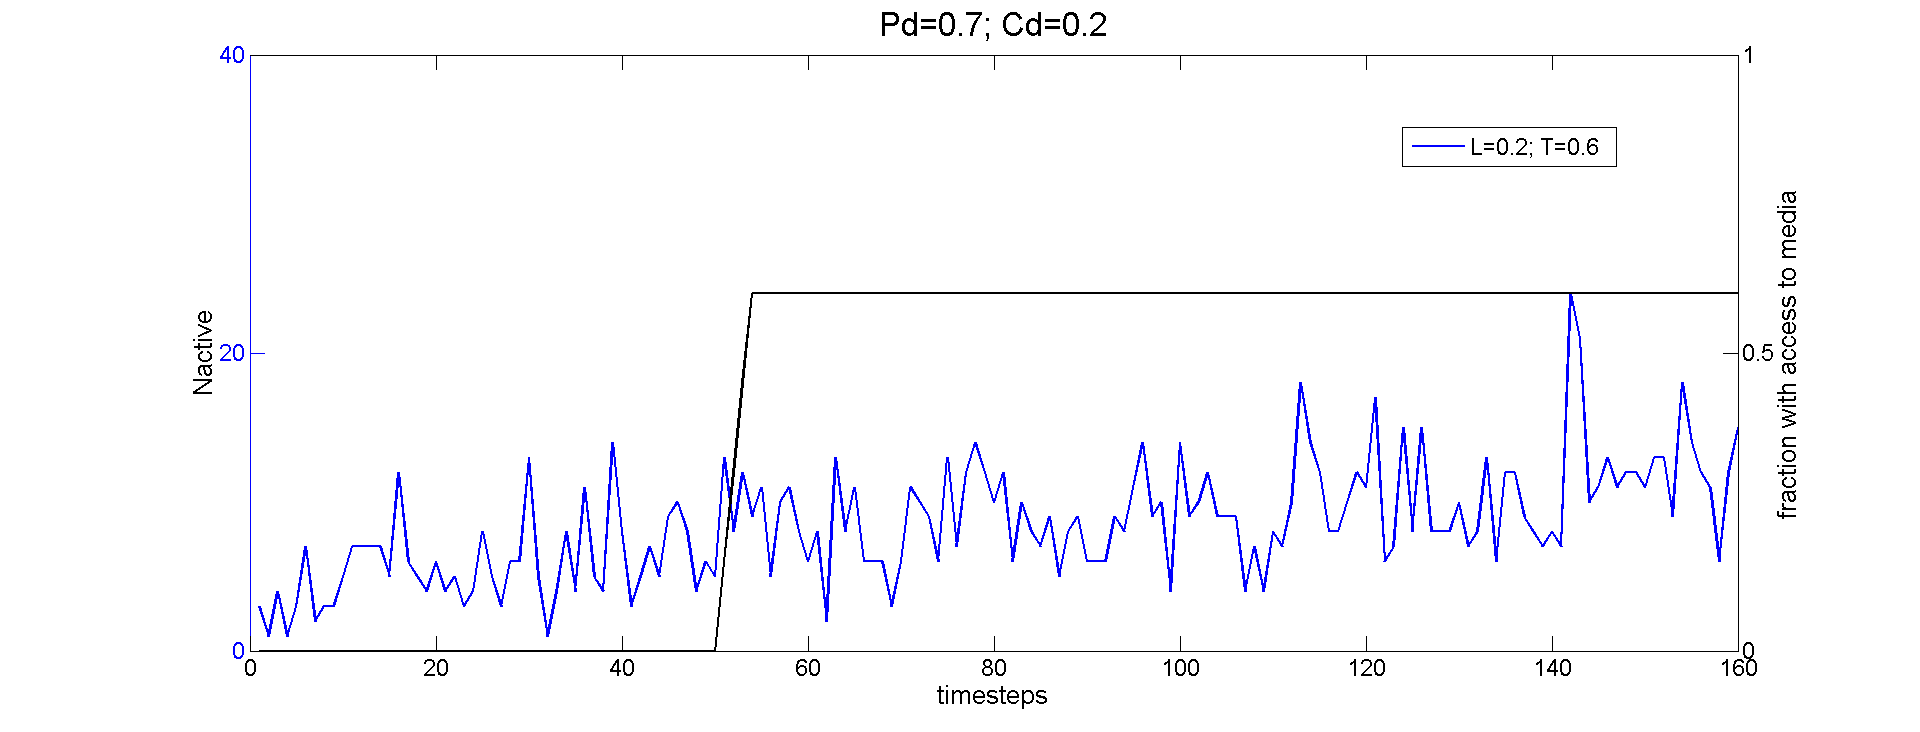 Pd=0.7; Cd=0.2
40
20
0
Nactive
L=0.2; T=0.6
1
0.5
0
fraction with access to media
0 20 40 60 80 100 120 140 160
timesteps